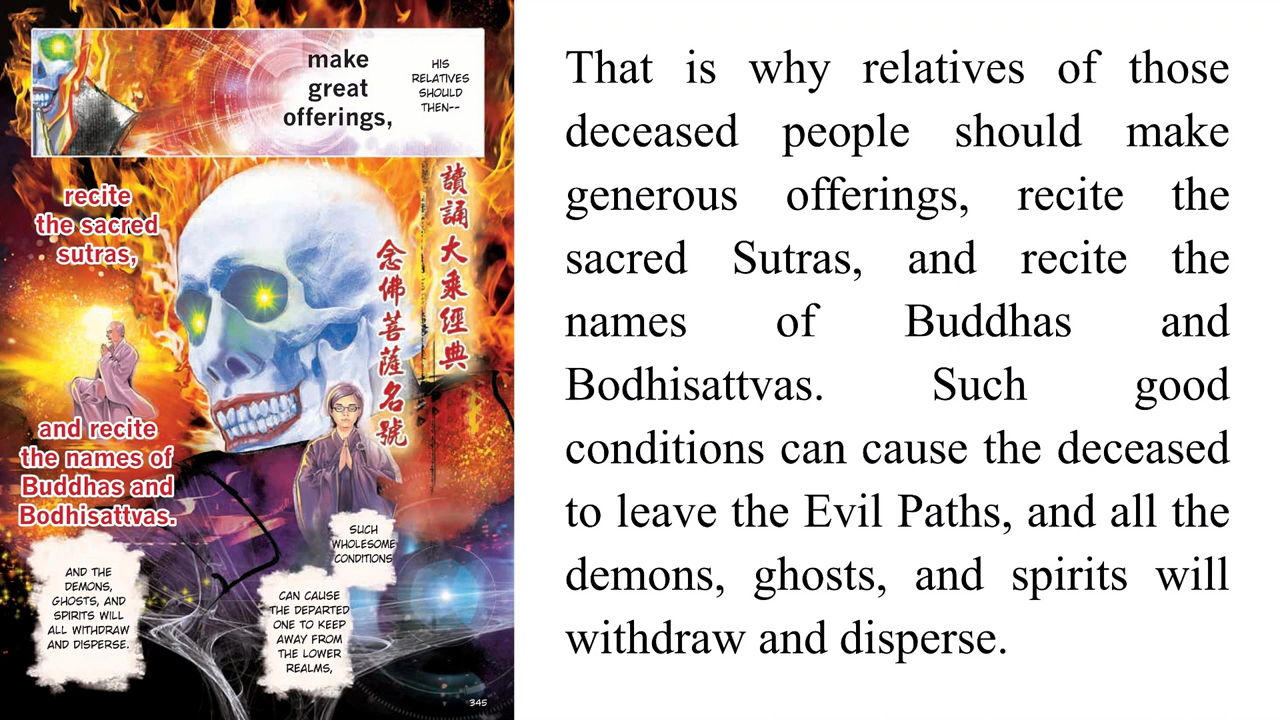 HIS
RELATIVES
SHOULD
THEN--
make
great
offerings,
讀誦大乘經典
念佛菩薩名號
recite
the sacred
sutras,
and recite
the names of
Buddhas and
Bodhisattvas.
SUCH
WHOLESOME
CONDITIONS
CAN CAUSE
THE DEPARTED
ONE TO KEEP
AWAY FROM
THE LOWER
REALMS,
AND THE
DEMONS,
GHOSTS, AND
SPIRITS WILL
ALL WITHDRAW
AND DISPERSE.
345
That is why relatives of those
deceased people should make
generous offerings, recite the
sacred Sutras, and recite the
names of Buddhas and
Bodhisattvas. Such good
conditions can cause the deceased
to leave the Evil Paths, and all the
demons, ghosts, and spirits will
withdraw and disperse.